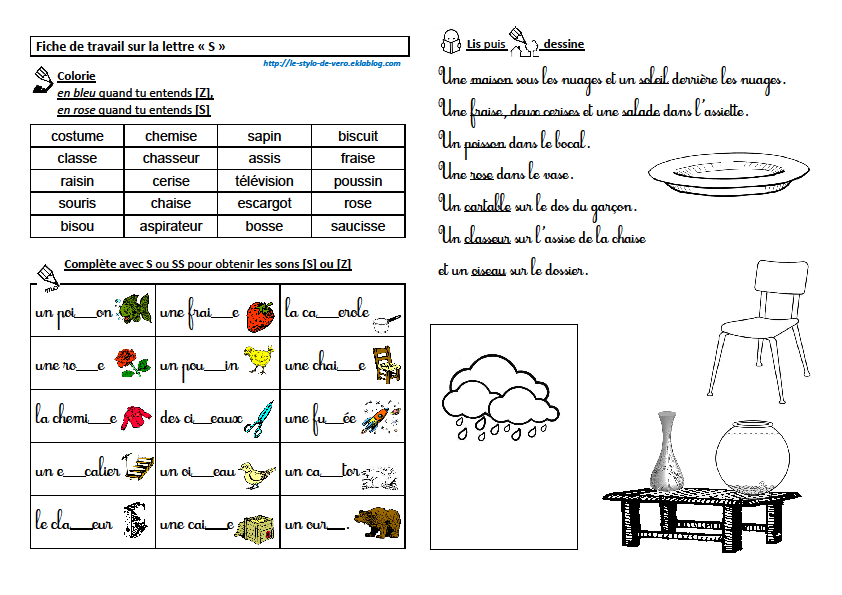 Fiche de travail sur la lettre « S »
http://le-stylo-de-vero.eklablog.com
Colorie
en bleu quand tu entends [Z],
en rose quand tu entends [S]
costume chemise sapin biscuit
classe chasseur assis fraise
raisin cerise télévision poussin
souris chaise escargot rose
bisou aspirateur bosse saucisse
Complète avec S ou SS pour obtenir les sons [S] ou [Z]
un poi___on une frai___e la ca___erole
une ro___e un pou___in une chai___e
la chemi___e des ci___eaux une fu___ée
un e___calier un oi___eau un ca___tor
le cla___eur une cai___e un our___.
Lis puis dessine
Une maison sous les nuages et un soleil derrière les nuages.
Une fraise, deux cerises et une salade dans l'assiette.
Un poisson dans le bocal.
Une rose dans le vase.
Un cartable sur le dos du garçon.
Un classeur sur l'assise de la chaise
et un oiseau sur le dossier.